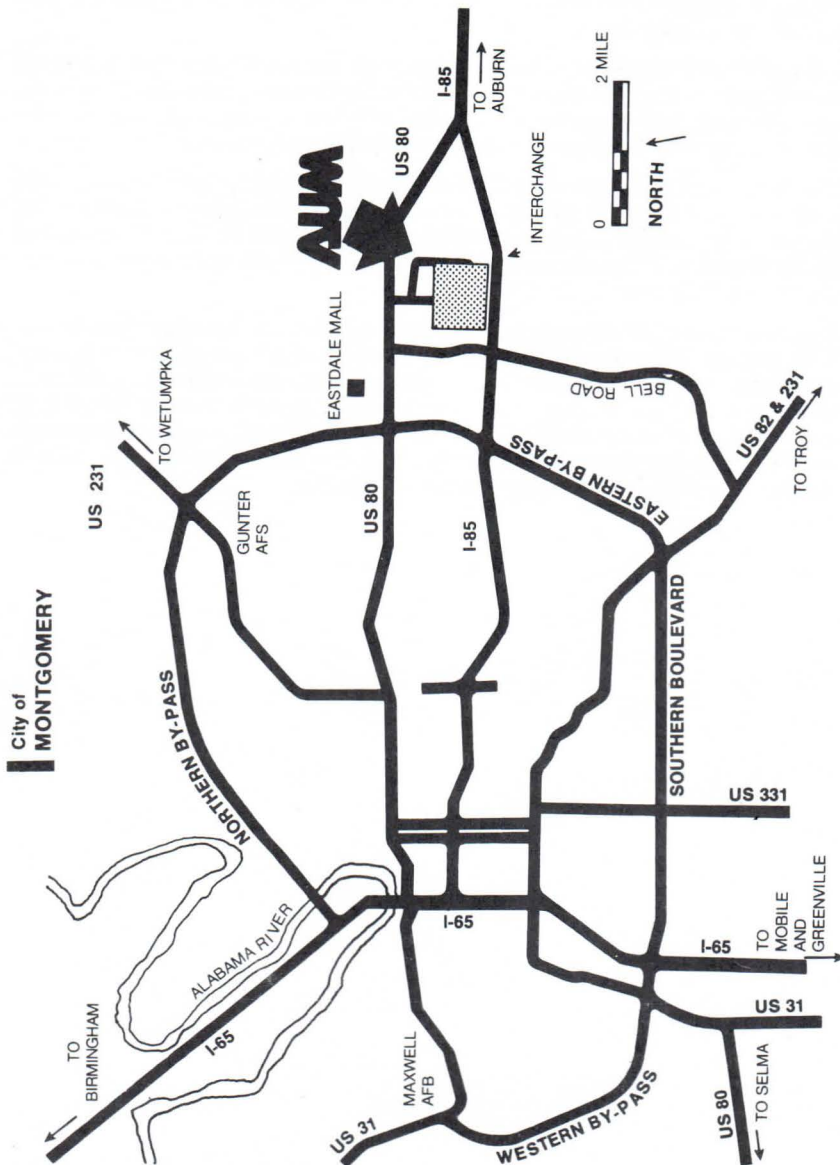 City of
MONTGOMERY
TO
BIRMINGHAM
I-65
ALABAMA RIVER
NORTHERN BY-PASS
US 231
TO WETUMPKA
GUNTER
AFS
EASTDALE MALL
AUM
US 80
I-85
TO
AUBURN
US 31
MAXWELL
AFB
I-65
US 80
I-85
EASTERN BY-PASS
BELL ROAD
INTERCHANGE
0
2 MILE
NORTH
WESTERN BY-PASS
SOUTHERN BOULEVARD
US 82 & 231
TO TROY
US 80
TO SELMA
US 31
I-65
TO
MOBILE
AND
GREENVILLE
US 331